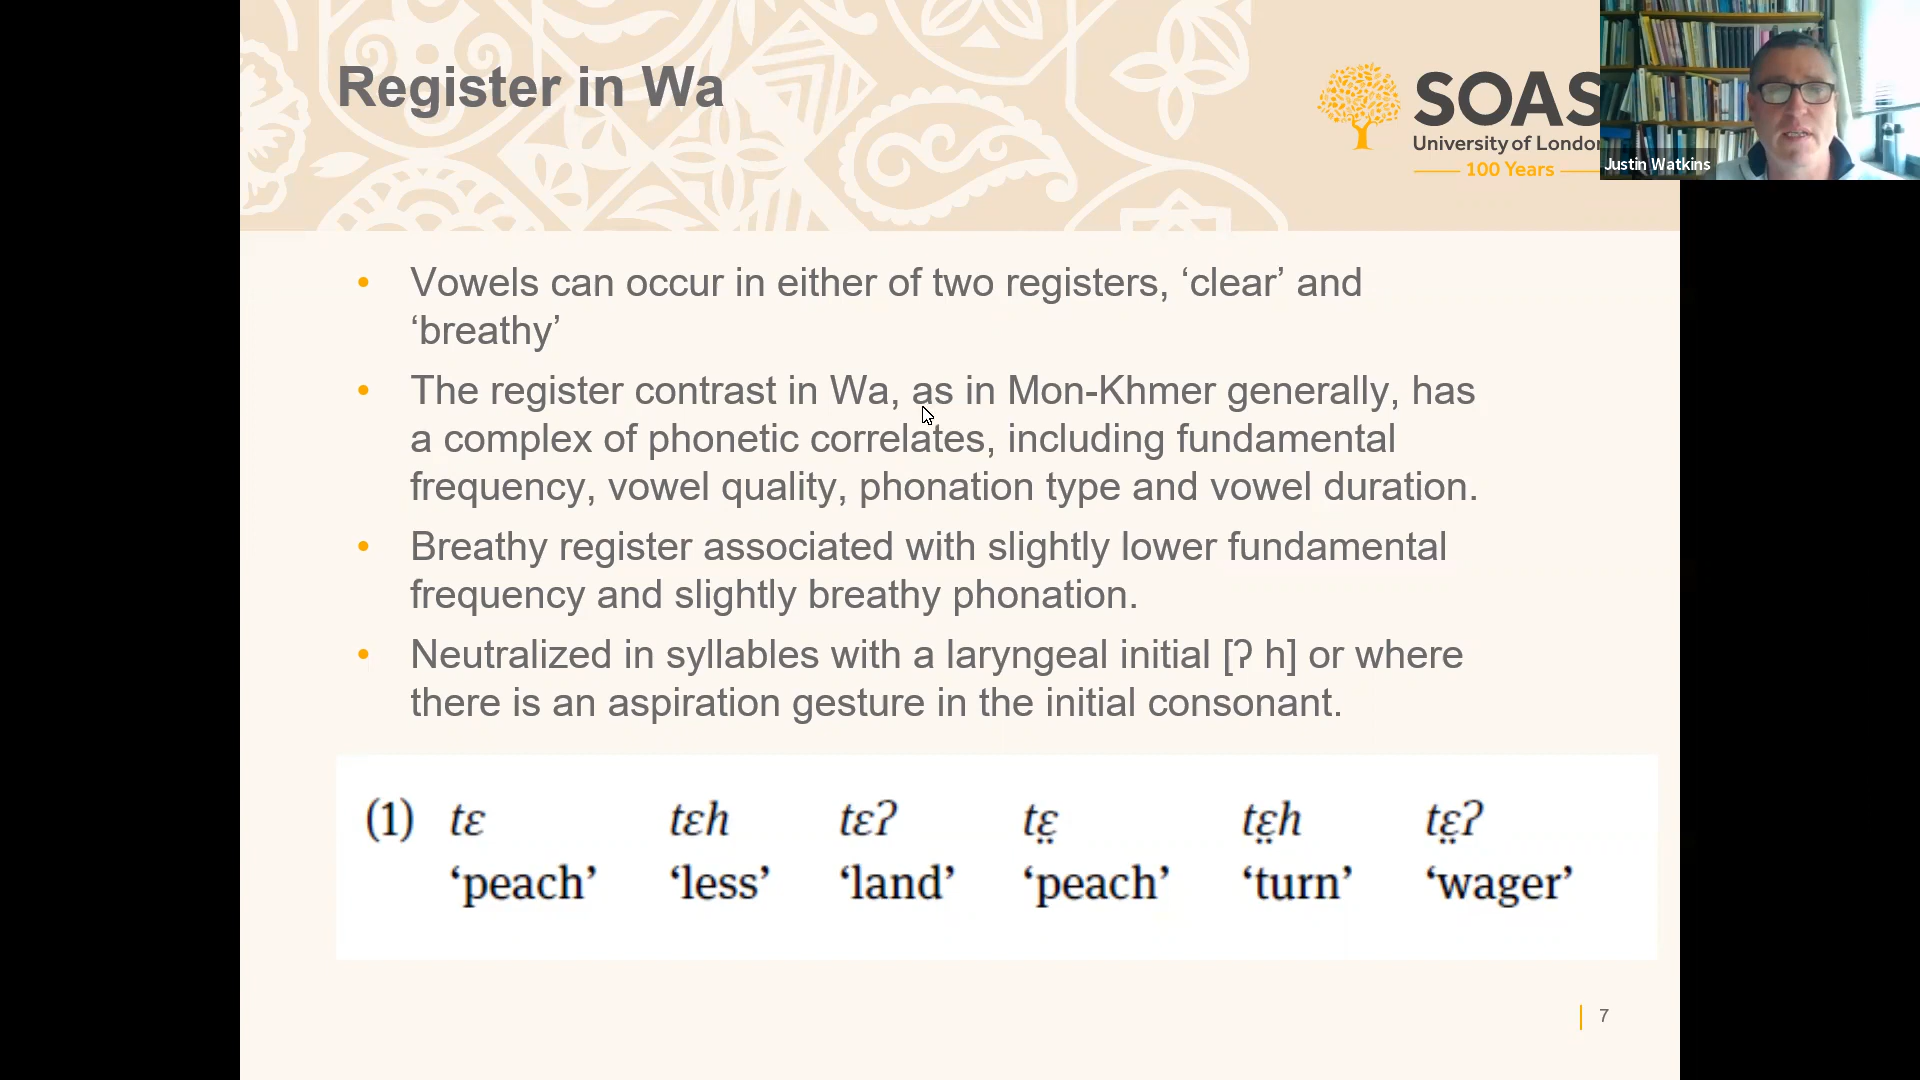 Register in Wa
SOAS
University of London
100 Years
Justin Watkins
• Vowels can occur in either of two registers, ‘clear’ and
‘breathy’
• The register contrast in Wa, as in Mon-Khmer generally, has
a complex of phonetic correlates, including fundamental
frequency, vowel quality, phonation type and vowel duration.
• Breathy register associated with slightly lower fundamental
frequency and slightly breathy phonation.
• Neutralized in syllables with a laryngeal initial [ʔ h] or where
there is an aspiration gesture in the initial consonant.
(1) tɛ tɛh tɛʔ tɛ̤ tɛ̤h tɛ̤ʔ
‘peach’ ‘less’ ‘land’ ‘peach’ ‘turn’ ‘wager’
7